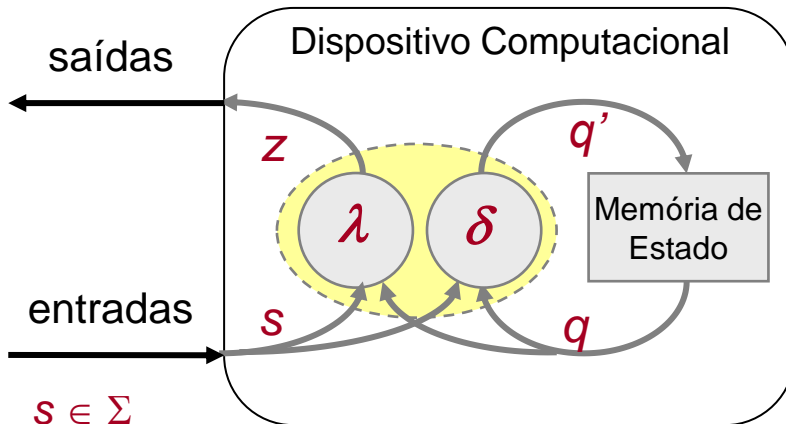 Dispositivo Computacional
saídas
z
q’
λ
δ
Memória de
Estado
entradas
s
q
s ∈ Σ